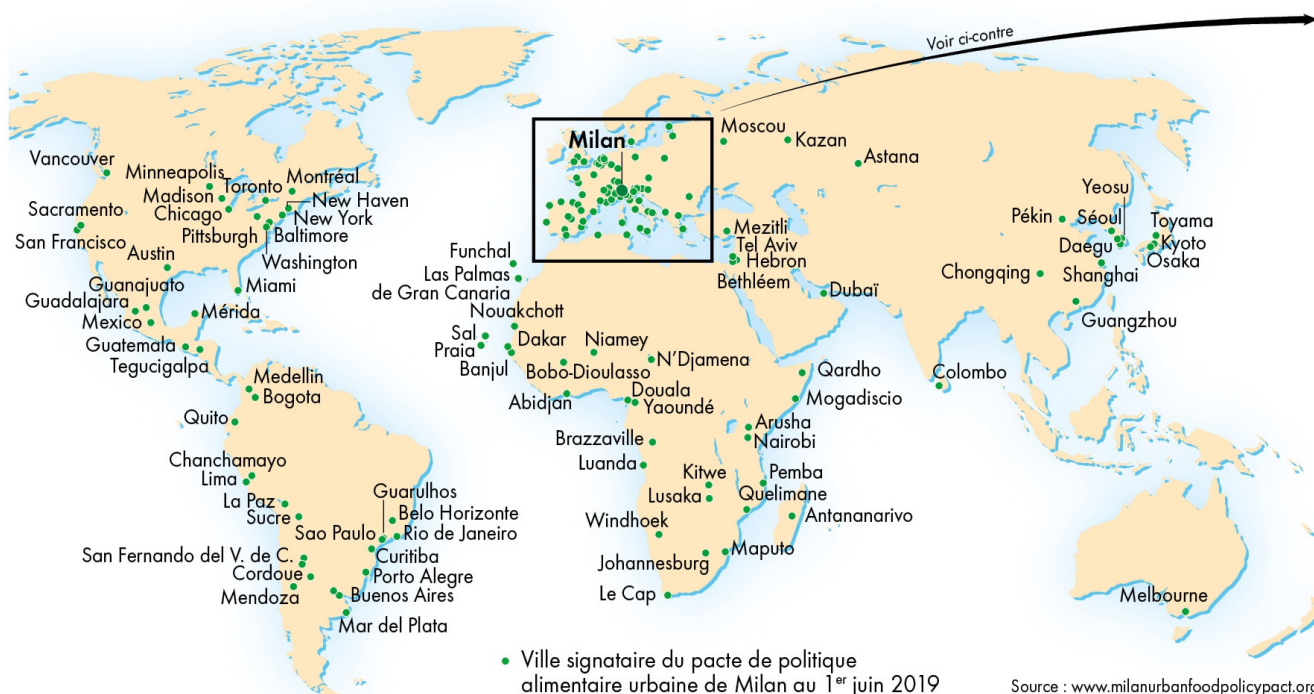 Voir ci-contre
Milan
Moscou
Kazan
Astana
Vancouver
Minneapolis
Madison
Chicago
Toronto
Montréal
New Haven
New York
Baltimore
Pittsburgh
Washington
Sacramento
San Francisco
Austin
Miami
Guanajuato
Guadalajara
Mexico
Mérida
Guatemala
Tegucigalpa
Medellin
Bogota
Quito
Chanchamayo
Lima
La Paz
Sucre
Guarulhos
Belo Horizonte
Sao Paulo
Rio de Janeiro
Curitiba
San Fernando del V. de C.
Cordoue
Porto Alegre
Mendoza
Buenos Aires
Mar del Plata
Funchal
Las Palmas
de Gran Canaria
Nouakchott
Sal
Praia
Dakar
Banjul
Niamey
Bobo-Dioulasso
N'Djamena
Abidjan
Douala
Yaoundé
Brazzaville
Luanda
Kitwe
Lusaka
Windhoek
Johannesburg
Le Cap
Maputo
Quelimane
Pemba
Antananarivo
Arusha
Nairobi
Qardho
Mogadiscio
Mezitli
Tel Aviv
Hebron
Bethléem
Dubaï
Colombo
Pékin
Séoul
Yeosu
Daegu
Toyama
Kyoto
Osaka
Shanghai
Chongqing
Guangzhou
Melbourne
Ville signataire du pacte de politique
alimentaire urbaine de Milan au 1er juin 2019
Source : www.milanurbanfoodpolicypact.org